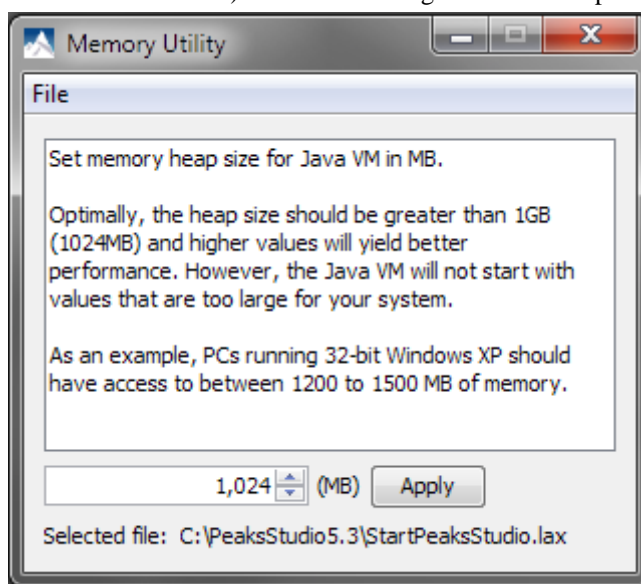 Memory Utility
File
Set memory heap size for Java VM in MB.
Optimally, the heap size should be greater than 1GB
(1024MB) and higher values will yield better
performance. However, the Java VM will not start with
values that are too large for your system.
As an example, PCs running 32-bit Windows XP should
have access to between 1200 to 1500 MB of memory.
1,024 (MB) Apply
Selected file: C:\PeaksStudio5.3\StartPeaksStudio.lax